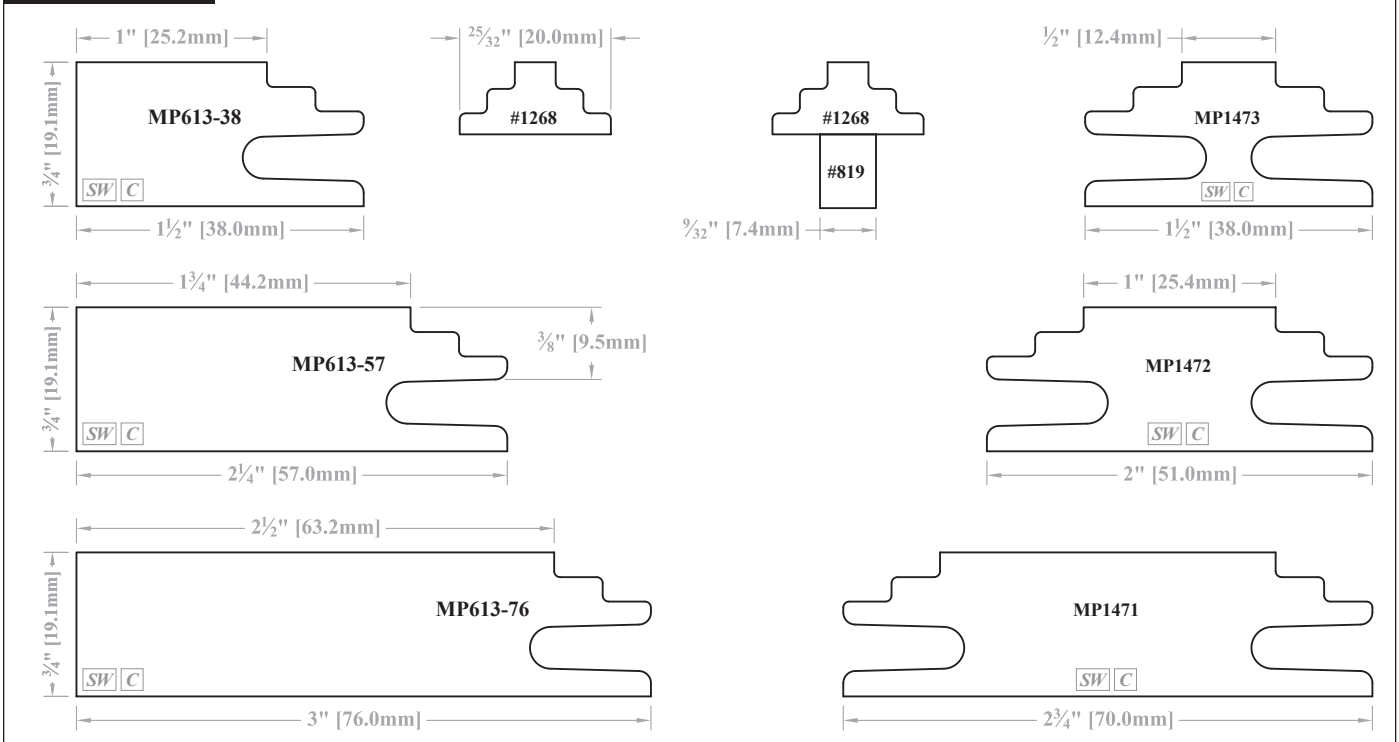 1" [25.2mm]
25/32" [20.0mm]
½" [12.4mm]
¾" [19.1mm]
MP613-38
#1268
#1268
MP1473
#819
SW C
SW C
1½" [38.0mm]
9/32" [7.4mm]
1½" [38.0mm]
1¾" [44.2mm]
1" [25.4mm]
¾" [19.1mm]
⅜" [9.5mm]
MP613-57
MP1472
SW C
SW C
2¼" [57.0mm]
2" [51.0mm]
2½" [63.2mm]
¾" [19.1mm]
MP613-76
MP1471
SW C
SW C
3" [76.0mm]
2¾" [70.0mm]